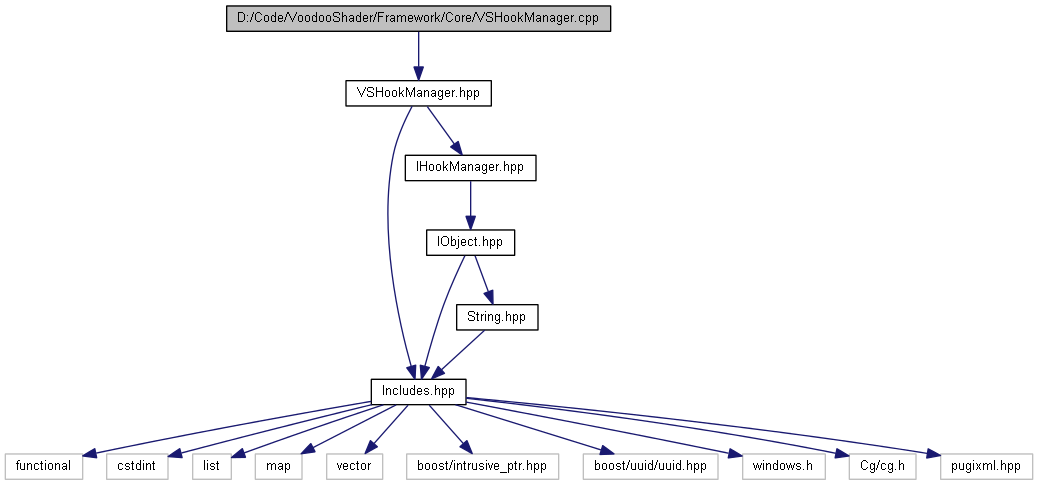 D:/Code/VoodooShader/Framework/Core/VSHookManager.cpp
VSHookManager.hpp
IHookManager.hpp
IObject.hpp
String.hpp
Includes.hpp
functional
cstdint
list
map
vector
boost/intrusive_ptr.hpp
boost/uuid/uuid.hpp
windows.h
Cg/cg.h
pugixml.hpp